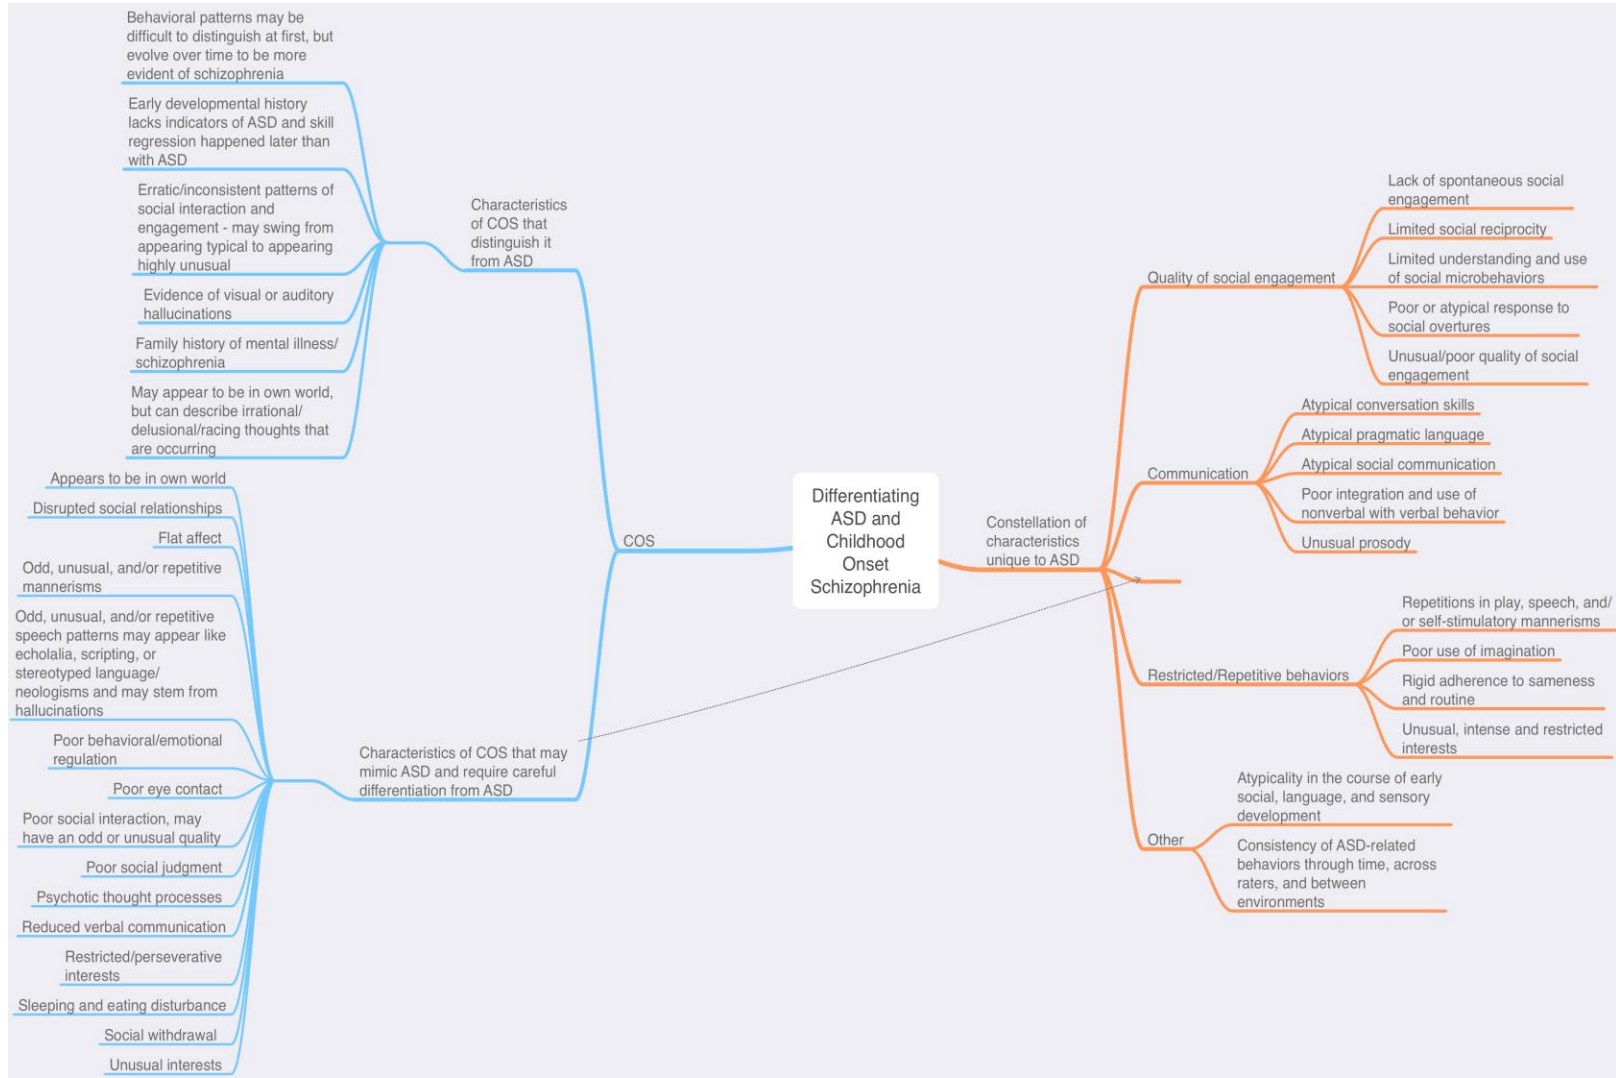 Behavioral patterns may be
difficult to distinguish at first, but
evolve over time to be more
evident of schizophrenia
Early developmental history
lacks indicators of ASD and skill
regression happened later than
with ASD
Erratic/inconsistent patterns of
social interaction and
engagement - may swing from
appearing typical to appearing
highly unusual
Evidence of visual or auditory
hallucinations
Family history of mental illness/
schizophrenia
May appear to be in own world,
but can describe irrational/
delusional/racing thoughts that
are occurring
Characteristics
of COS that
distinguish it
from ASD
Appears to be in own world
Disrupted social relationships
Flat affect
Odd, unusual, and/or repetitive
mannerisms
Odd, unusual, and/or repetitive
speech patterns may appear like
echolalia, scripting, or
stereotyped language/
neologisms and may stem from
hallucinations
Poor behavioral/emotional
regulation
Poor eye contact
Poor social interaction, may
have an odd or unusual quality
Poor social judgment
Psychotic thought processes
Reduced verbal communication
Restricted/perseverative
interests
Sleeping and eating disturbance
Social withdrawal
Unusual interests
Characteristics of COS that may
mimic ASD and require careful
differentiation from ASD
COS
Differentiating
ASD and
Childhood
Onset
Schizophrenia
Constellation of
characteristics
unique to ASD
Quality of social engagement
Lack of spontaneous social
engagement
Limited social reciprocity
Limited understanding and use
of social microbehaviors
Poor or atypical response to
social overtures
Unusual/poor quality of social
engagement
Communication
Atypical conversation skills
Atypical pragmatic language
Atypical social communication
Poor integration and use of
nonverbal with verbal behavior
Unusual prosody
Restricted/Repetitive behaviors
Repetitions in play, speech, and/
or self-stimulatory mannerisms
Poor use of imagination
Rigid adherence to sameness
and routine
Unusual, intense and restricted
interests
Other
Atypicality in the course of early
social, language, and sensory
development
Consistency of ASD-related
behaviors through time, across
raters, and between
environments